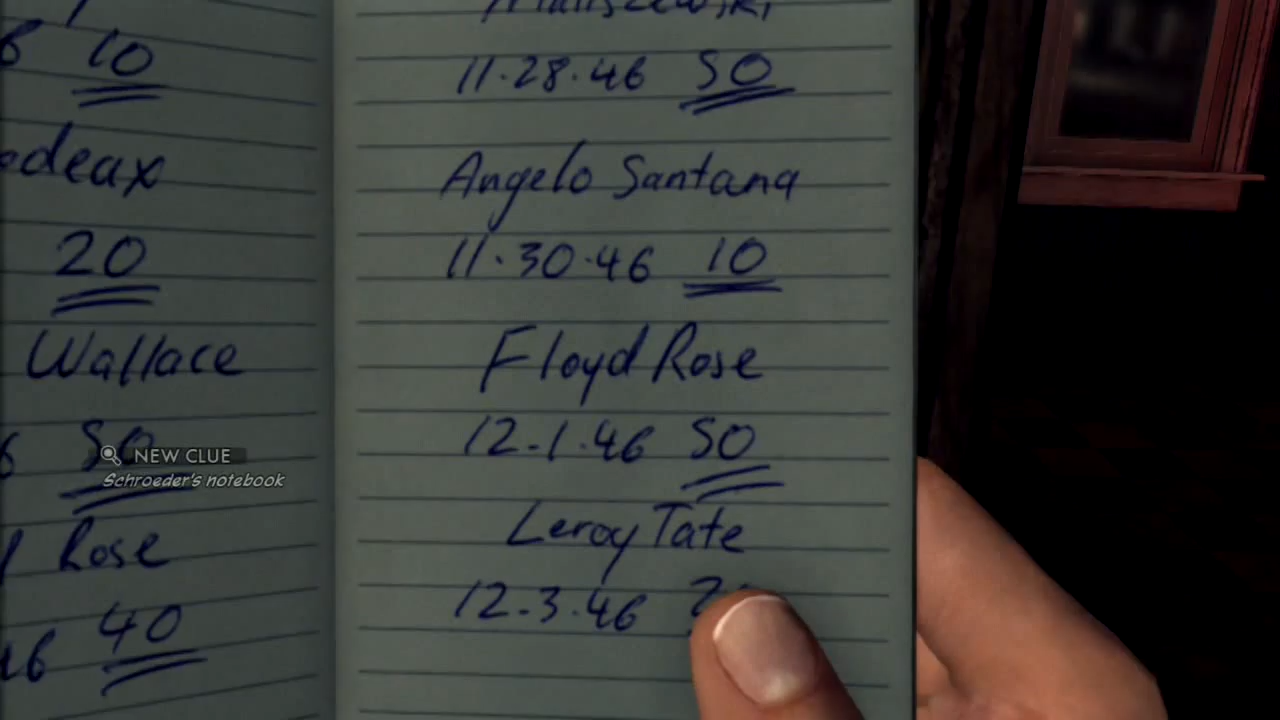 10
20
Wallace
50
Rose
40
11·28·46 50
Angelo Santana
11·30·46 10
Floyd Rose
12-1·46 50
Leroy Tate
12-3·46
NEW CLUE
Schroeder's notebook